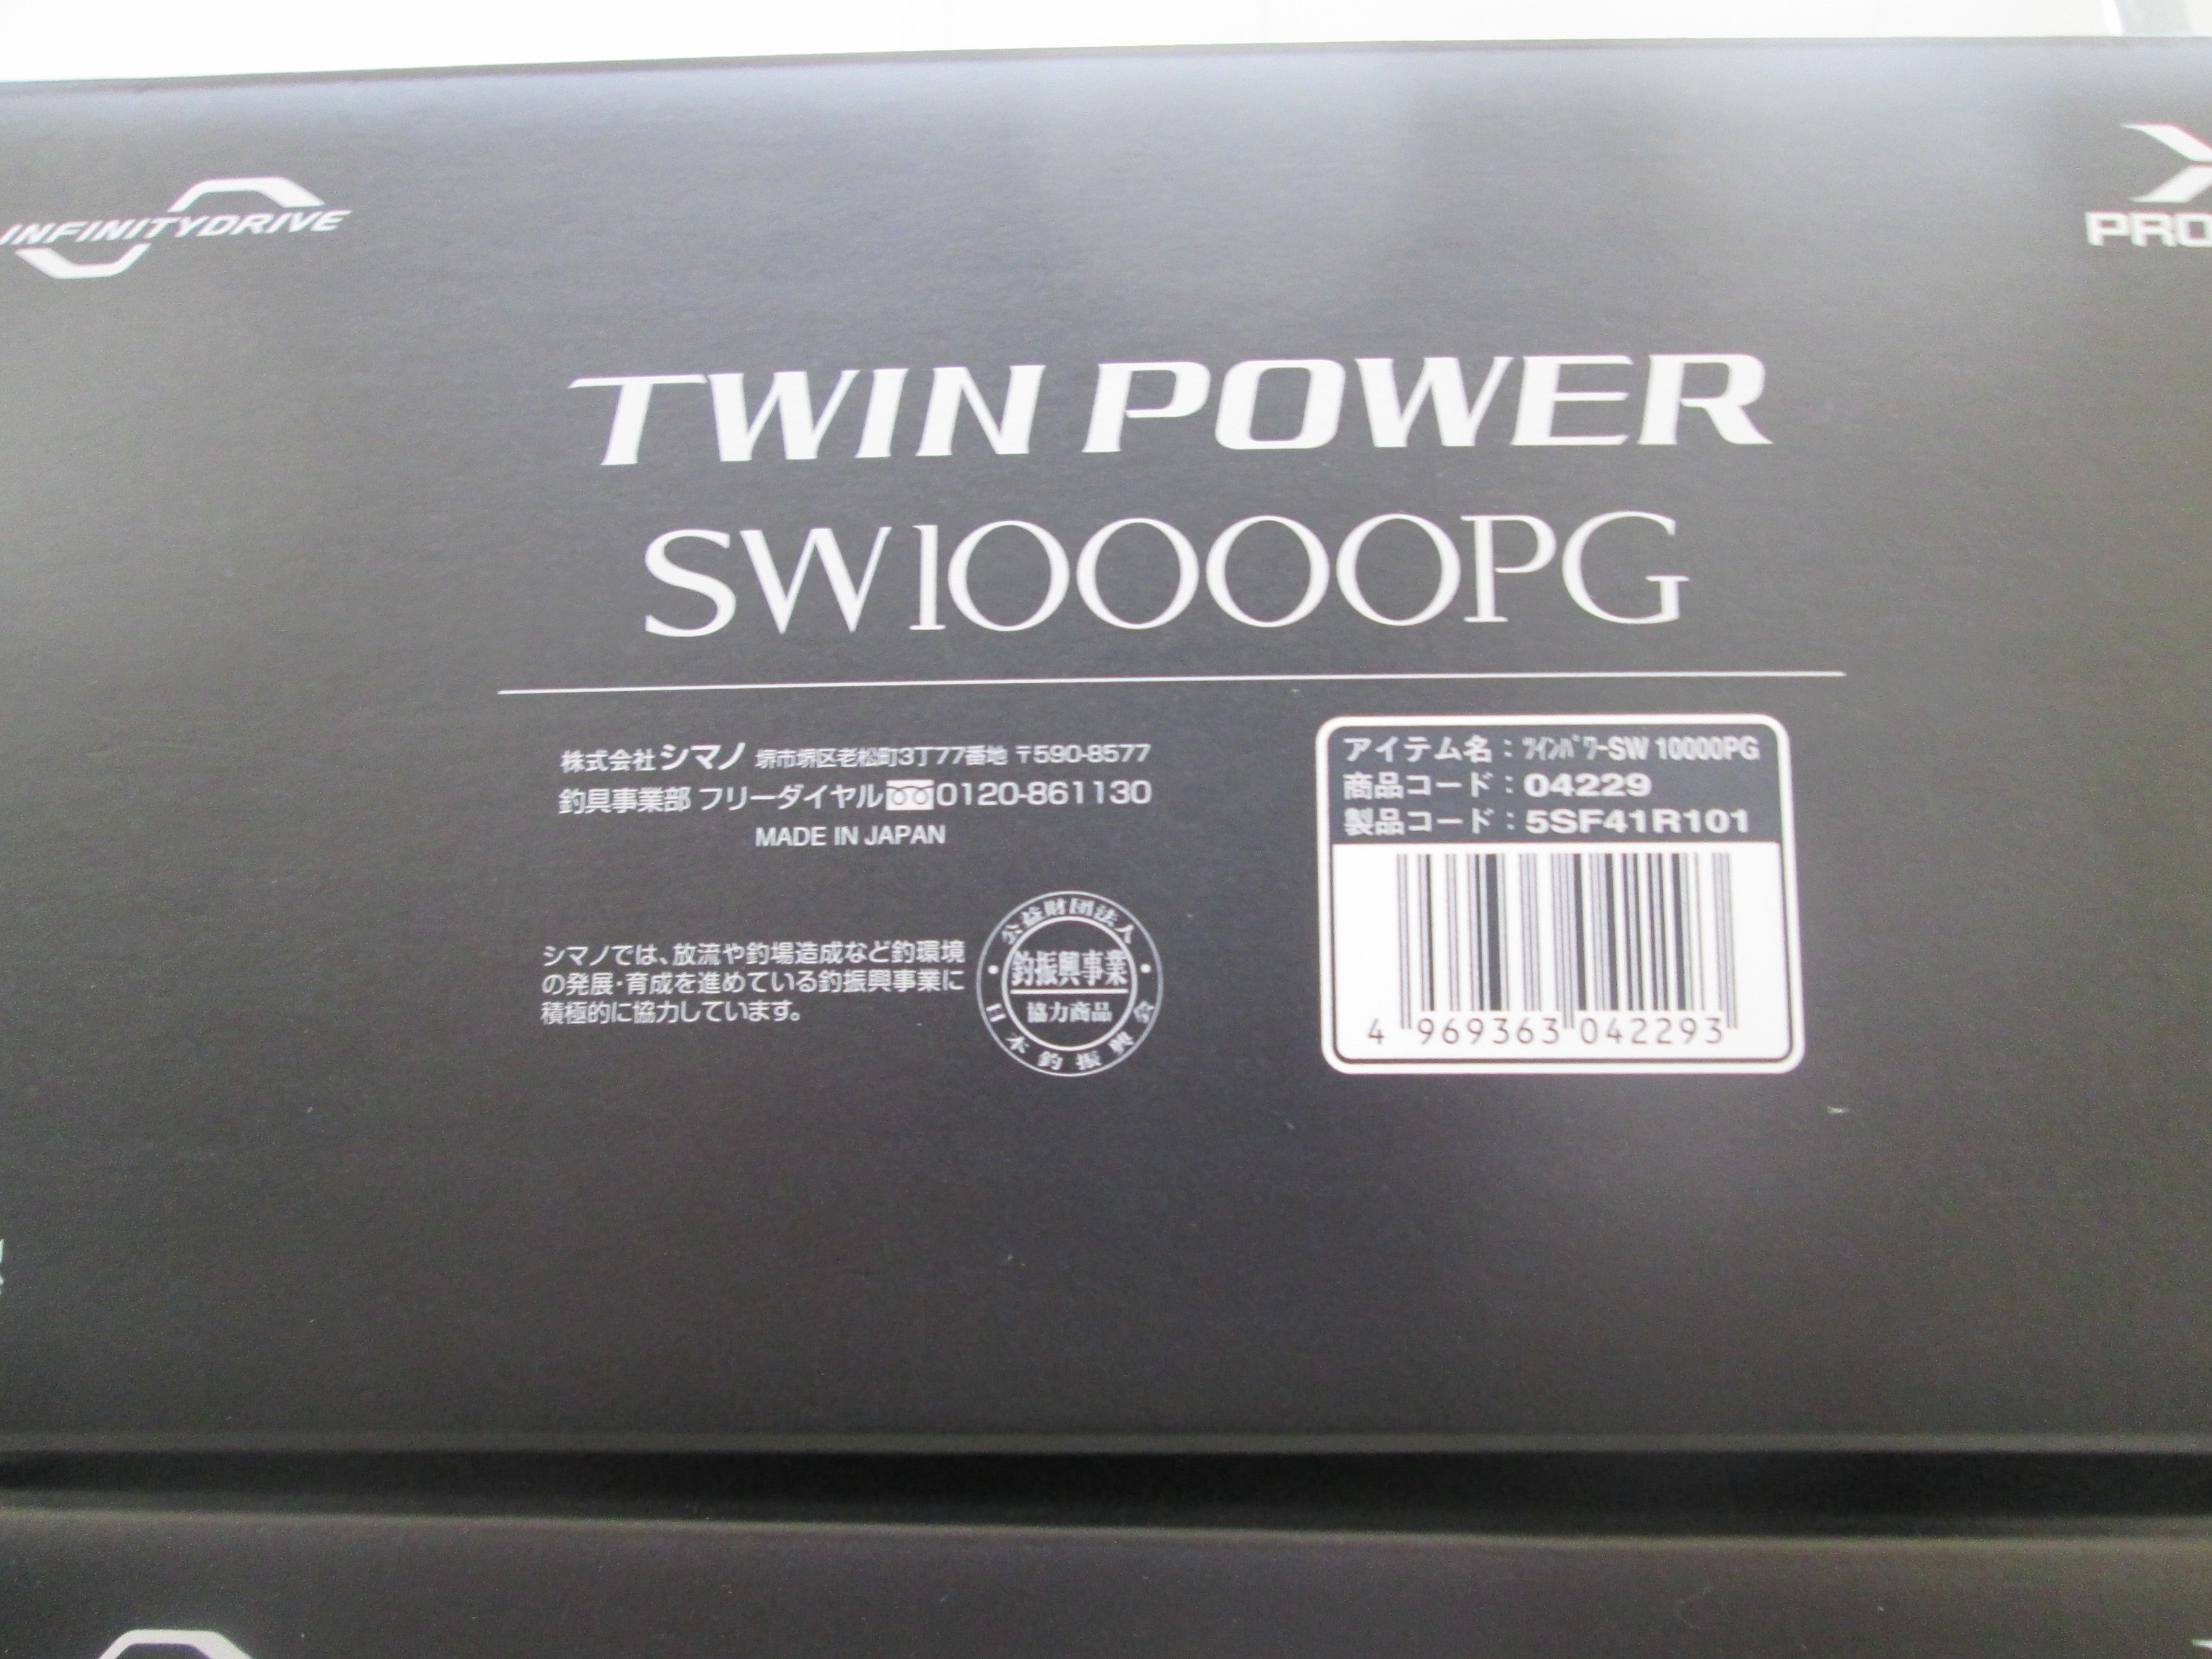 INFINITYDRIVE
PRO
TWIN POWER
SW10000PG
株式会社シマノ 堺市堺区老松町3丁77番地 〒590-8577
釣具事業部 フリーダイヤル 0120-861130
MADE IN JAPAN
シマノでは、放流や釣場造成など釣環境
の発展・育成を進めている釣振興事業に
積極的に協力しています。
公益財団法人
釣振興事業
協力商品
日本釣振興会
アイテム名：ﾂｲﾝﾊﾟﾜｰSW 10000PG
商品コード：04229
製品コード：5SF41R101
4 969363 042293